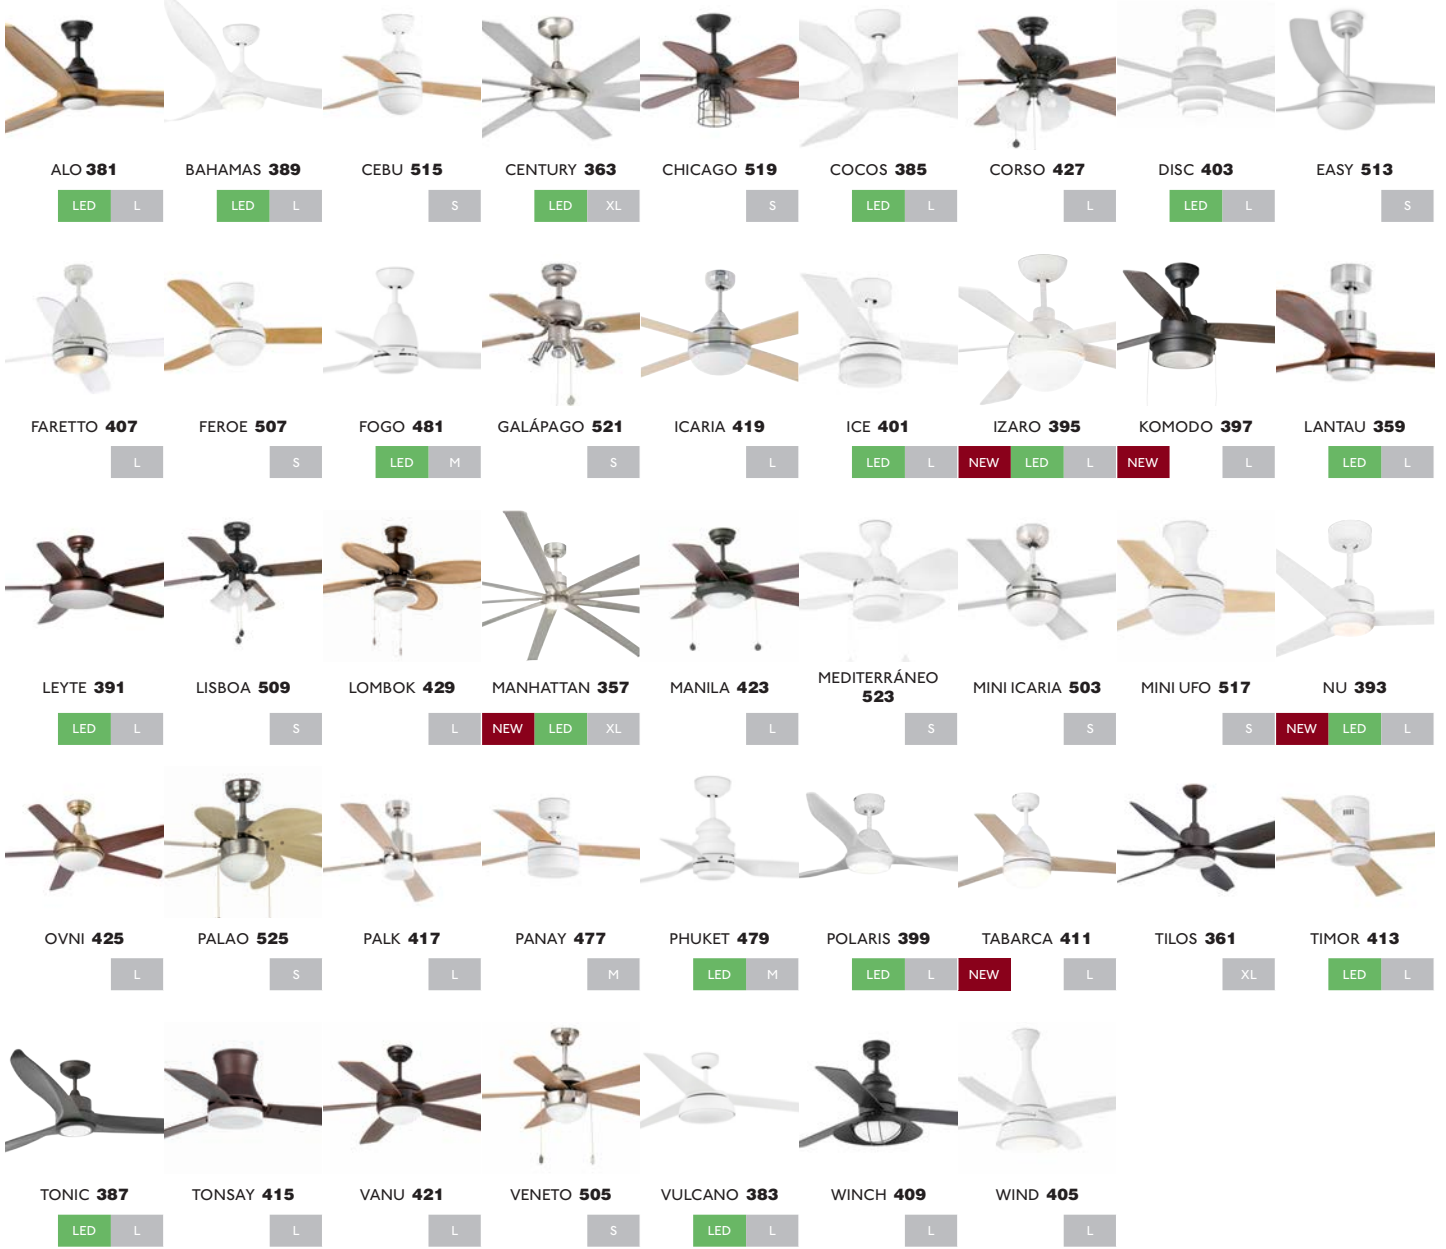 ALO 381 BAHAMAS 389 CEBU 515 CENTURY 363 CHICAGO 519 COCOS 385 CORSO 427 DISC 403 EASY 513
LED L LED L S LED XL S LED L L LED L S
FARETTO 407 FEROE 507 FOGO 481 GALÁPAGO 521 ICARIA 419 ICE 401 IZARO 395 KOMODO 397 LANTAU 359
L S LED M S L LED L NEW LED L NEW L LED L
LEYTE 391 LISBOA 509 LOMBOK 429 MANHATTAN 357 MANILA 423 MEDITERRÁNEO MINI ICARIA 503 MINI UFO 517 NU 393
523
LED L S L NEW LED XL L S S S NEW LED L
OVNI 425 PALAO 525 PALK 417 PANAY 477 PHUKET 479 POLARIS 399 TABARCA 411 TILOS 361 TIMOR 413
L S L M LED M LED L NEW L XL LED L
TONIC 387 TONSAY 415 VANU 421 VENETO 505 VULCANO 383 WINCH 409 WIND 405
LED L L L S LED L L L